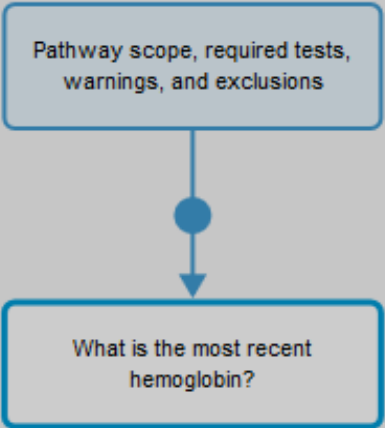 Pathway scope, required tests,
warnings, and exclusions
What is the most recent
hemoglobin?